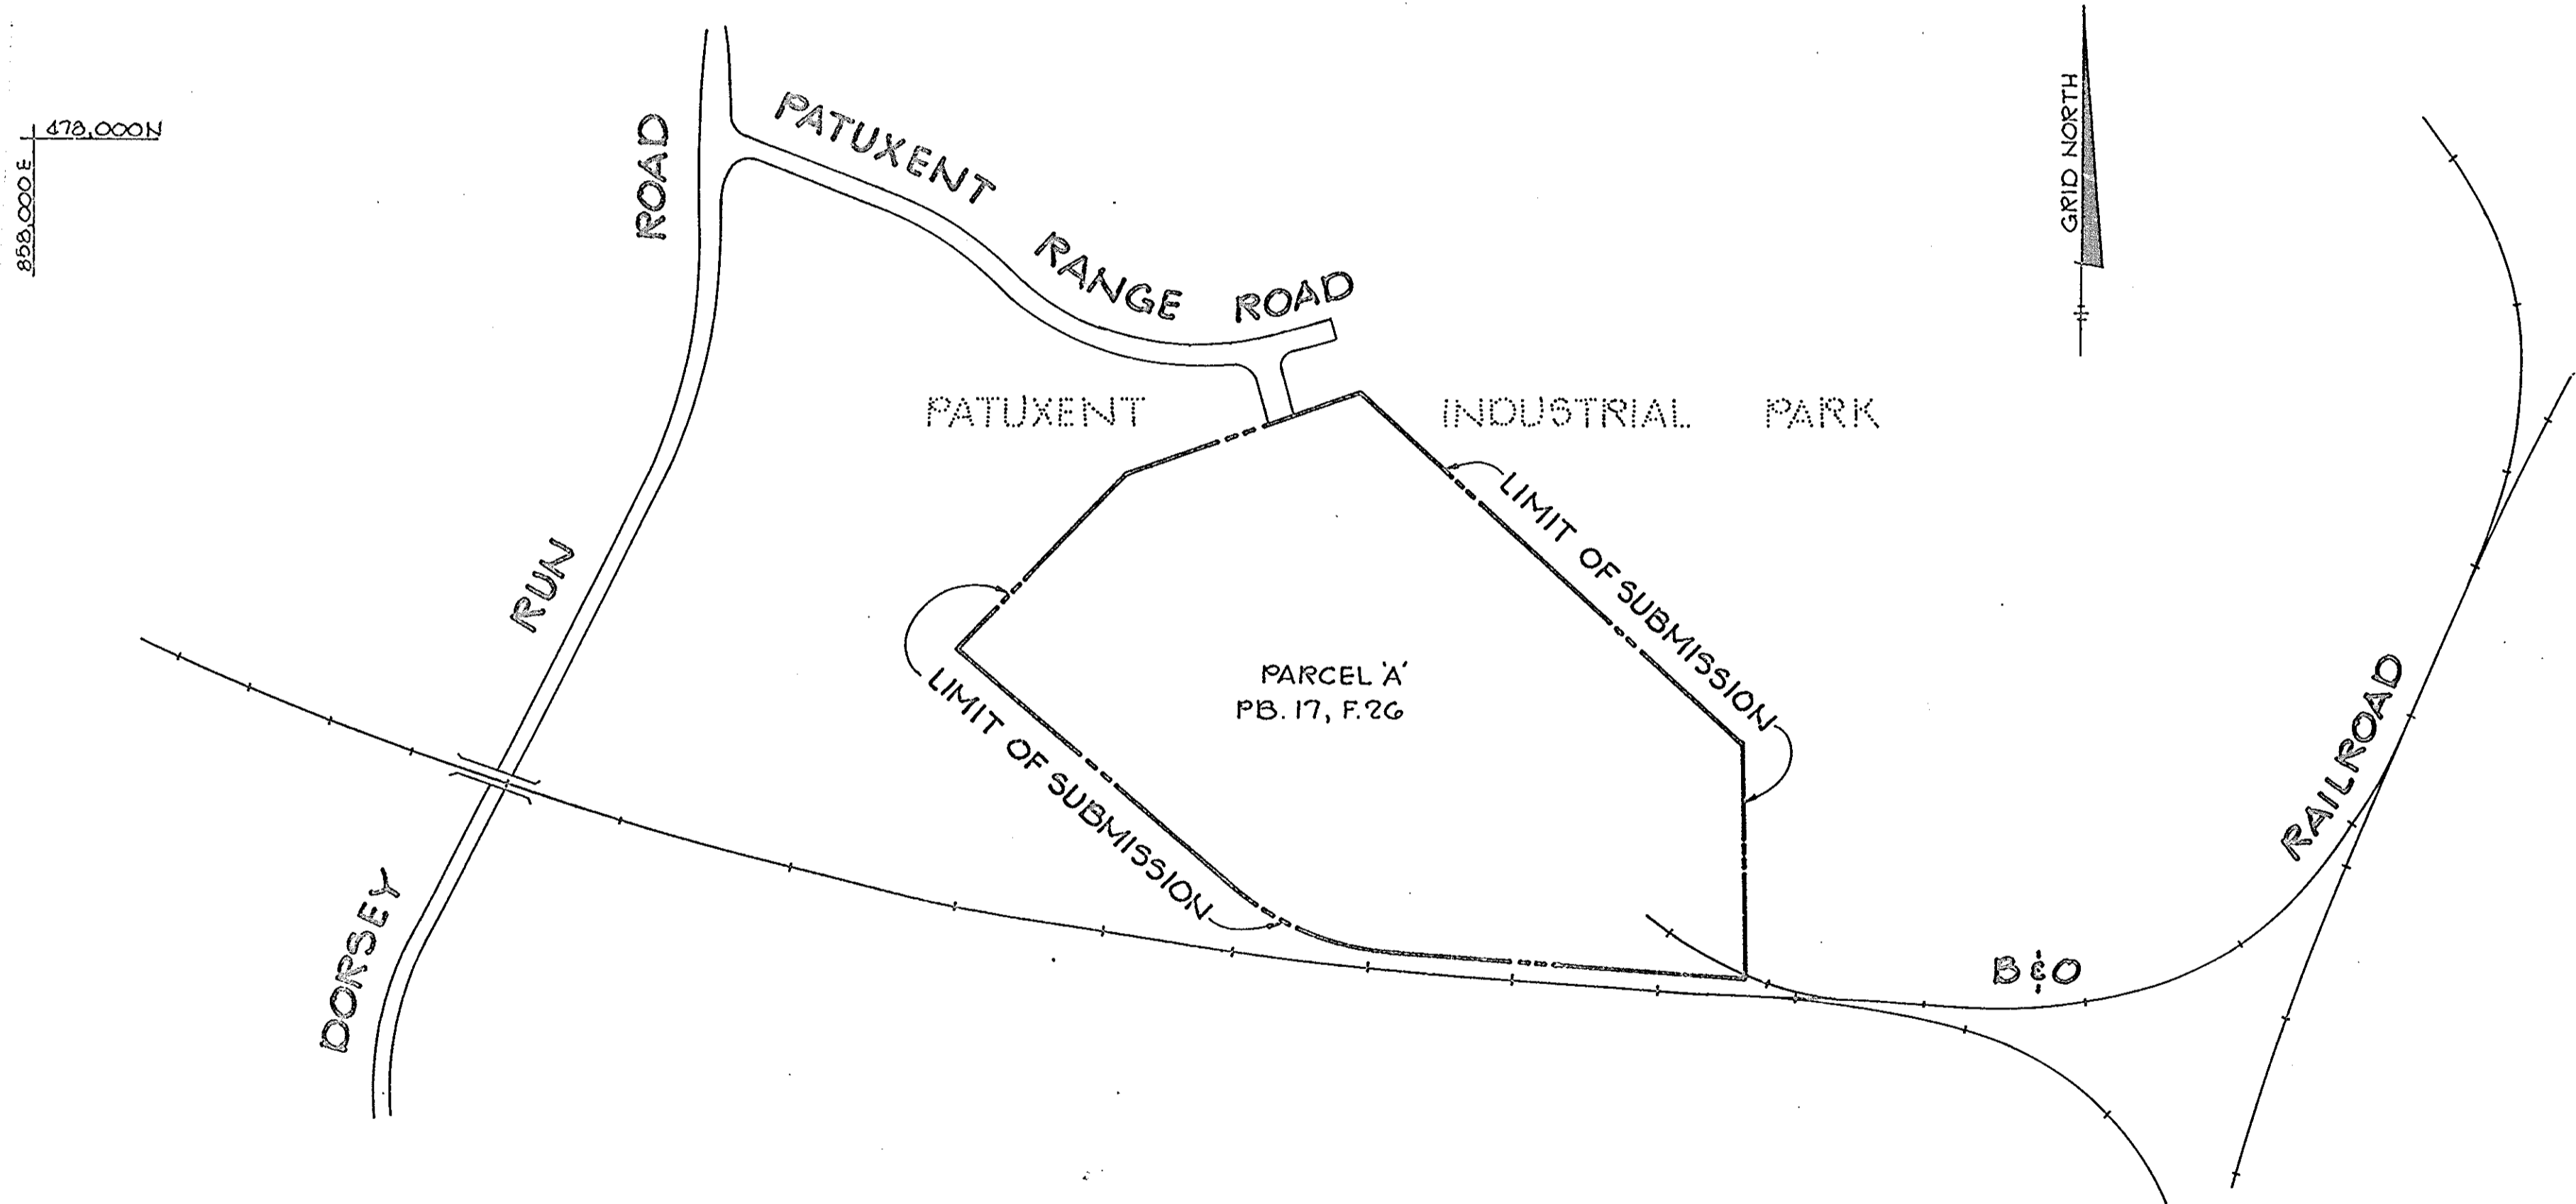 478,000N
858,000 E
PATUXENT RANGE ROAD
DORSEY RUN ROAD
GRID NORTH
PATUXENT INDUSTRIAL PARK
LIMIT OF SUBMISSION
PARCEL 'A'
PB. 17, F. 26
LIMIT OF SUBMISSION
B & O RAILROAD